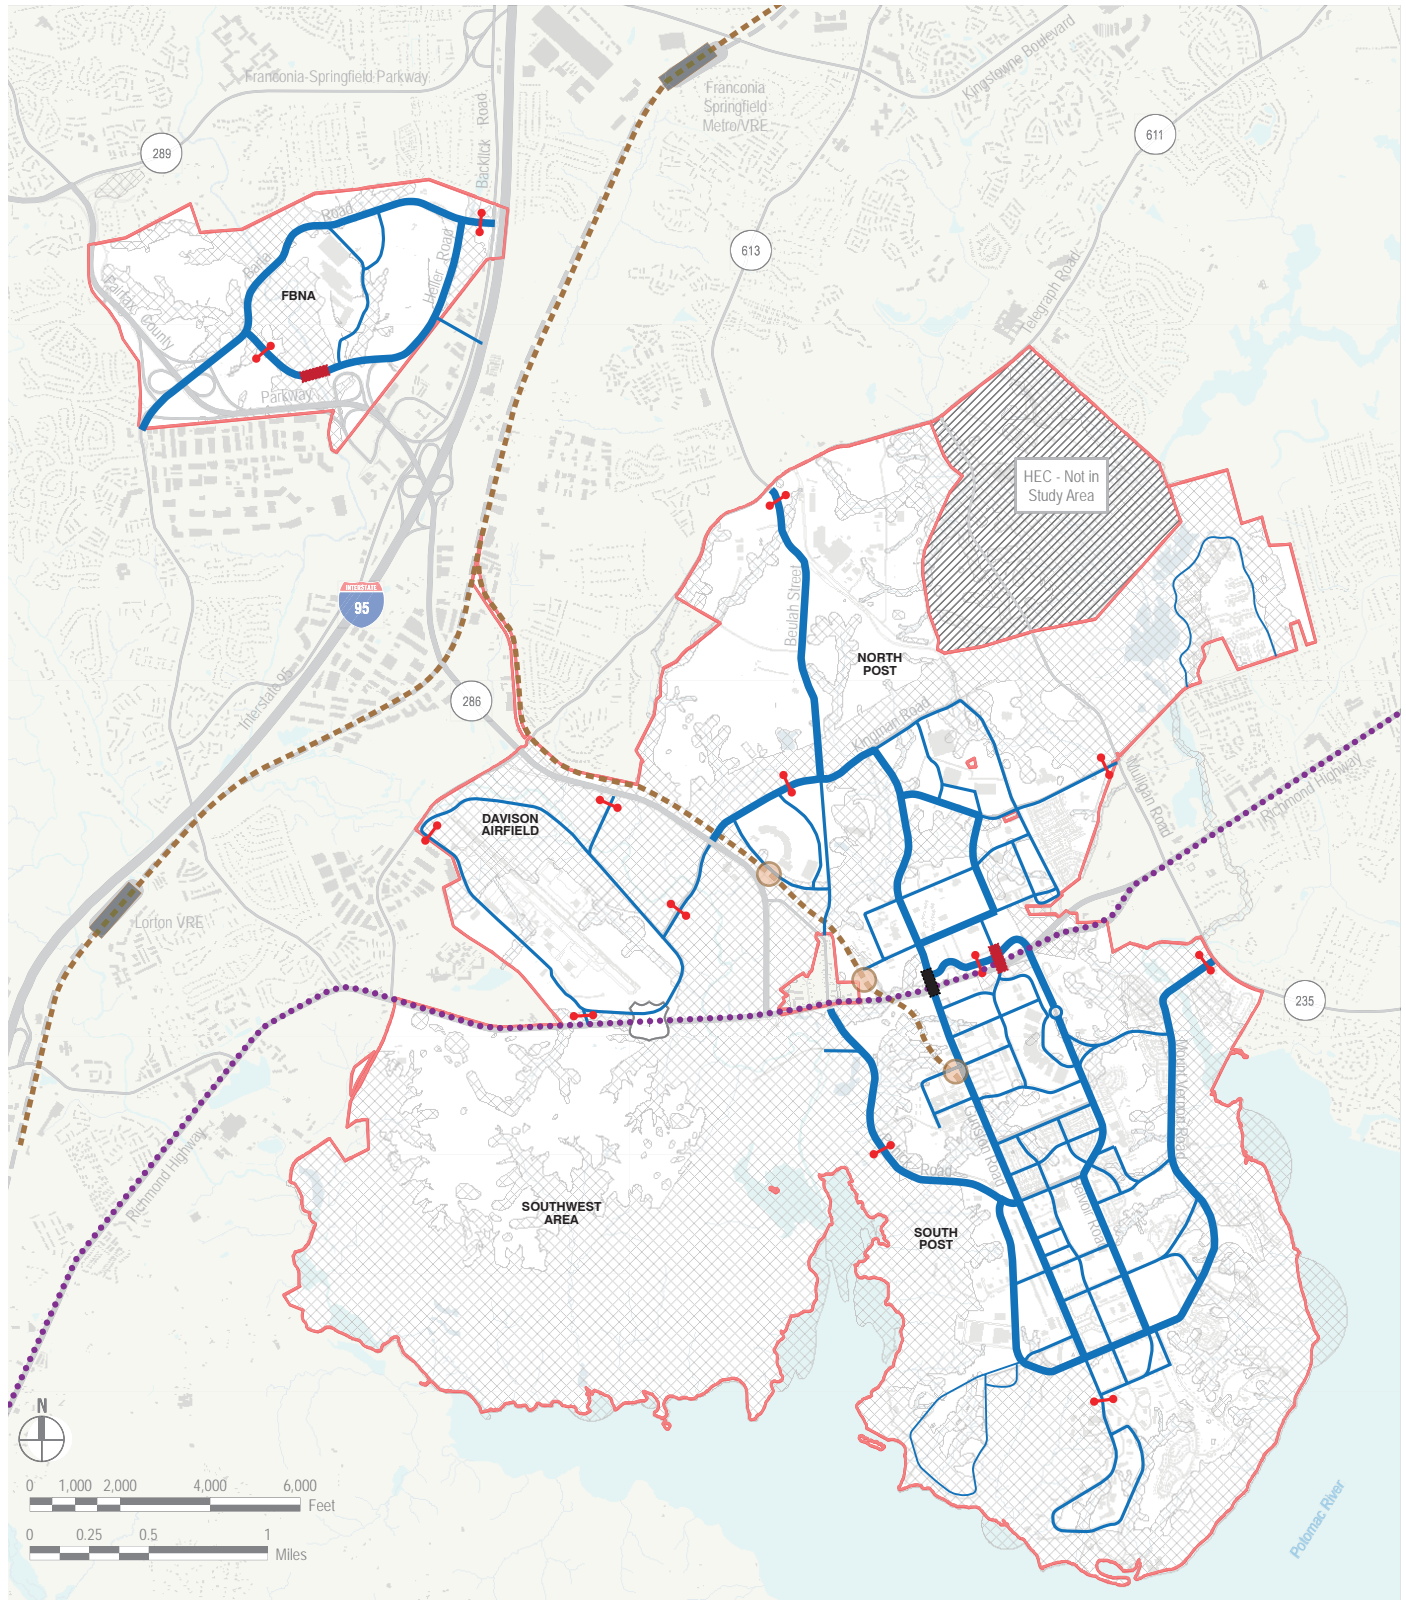 Franconia-Springfield Parkway
Backlick Road
Franconia
Springfield
Metro/VRE
Kingstowne Boulevard
289
611
613
Telegraph Road
Barta Road
Heller Road
FBNA
Fairfax County
Parkway
HEC - Not in
Study Area
INTERSTATE
95
Interstate 95
286
Beulah Street
NORTH
POST
Kingman Road
Mulligan Road
Richmond Highway
DAVISON
AIRFIELD
Lorton VRE
235
Richmond Highway
Mount Vernon Road
Gunston Road
Belvoir Road
Road
SOUTHWEST
AREA
SOUTH
POST
N
0 1,000 2,000 4,000 6,000
Feet
0 0.25 0.5 1
Miles
Potomac River